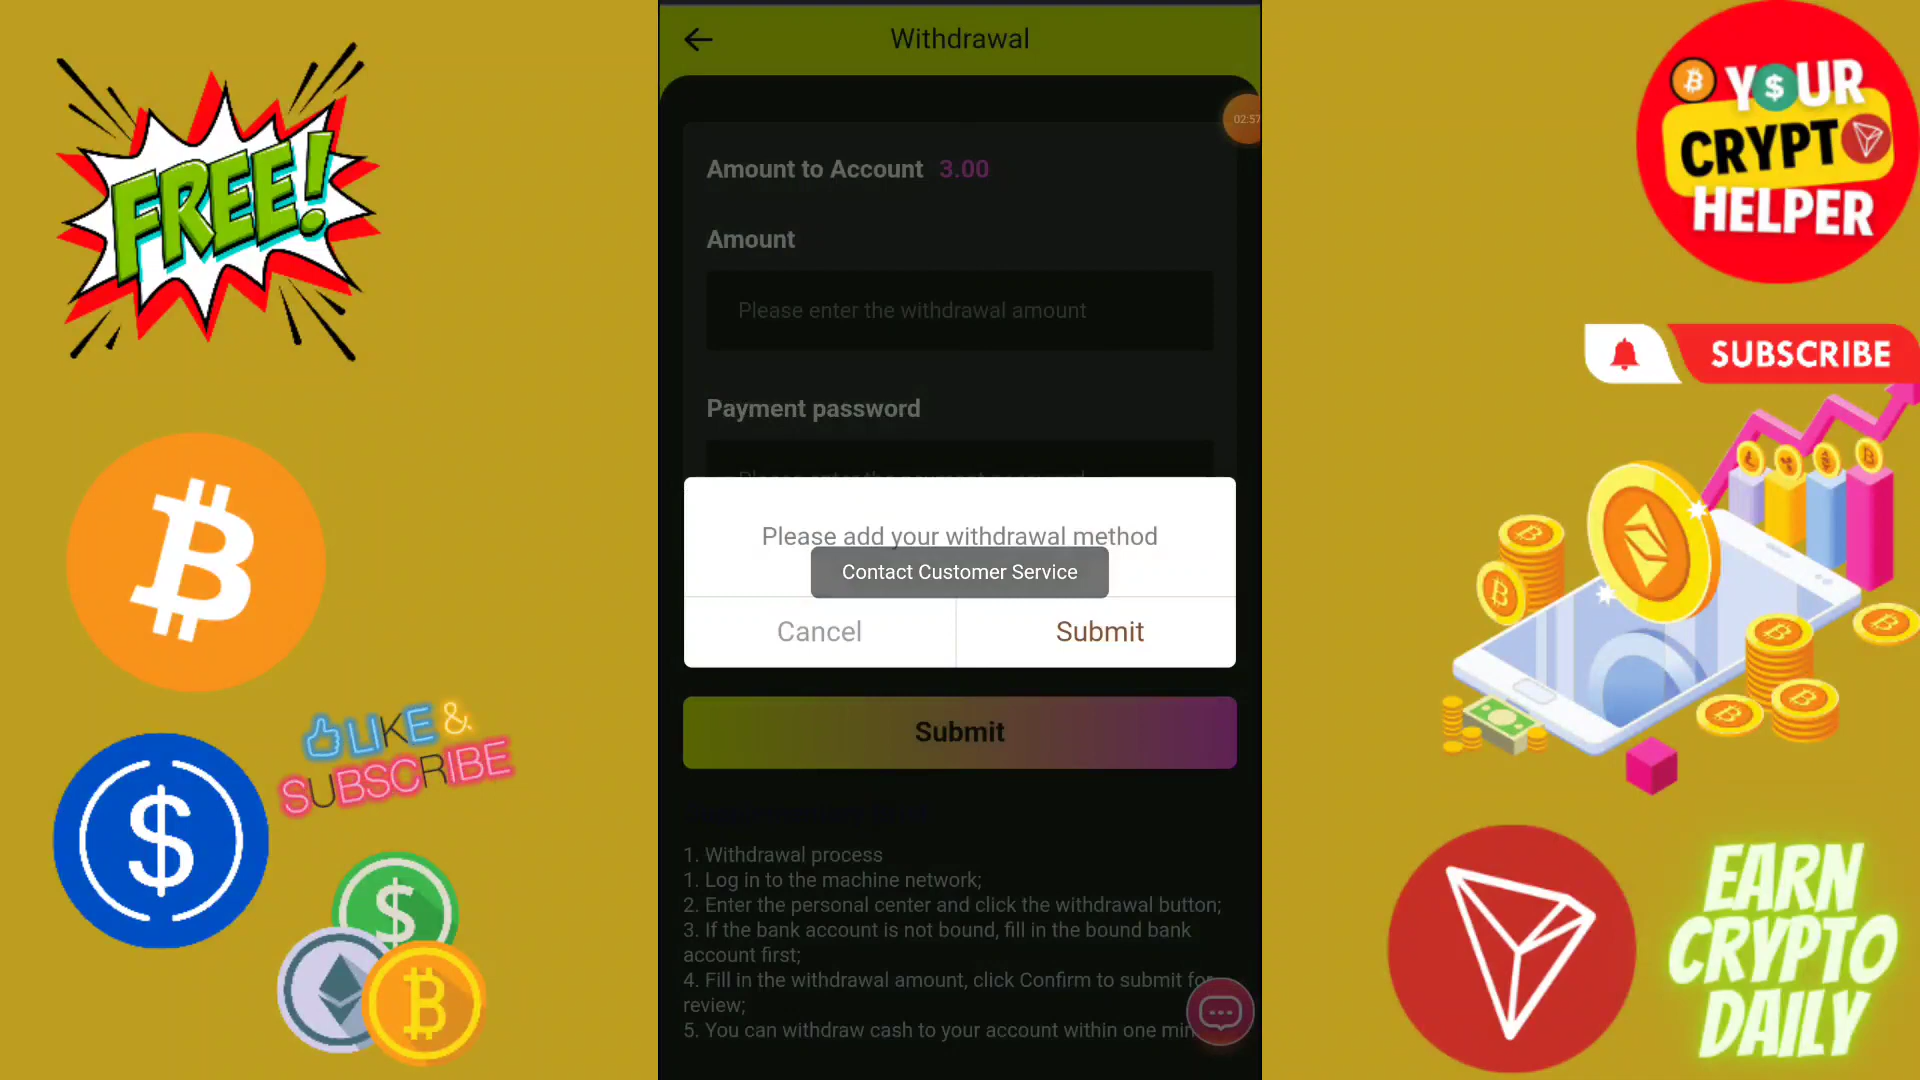 FREE!
LIKE &
SUBSCRIBE
Withdrawal
02:57
Amount to Account 3.00
Amount
Please enter the withdrawal amount
Payment password
Please add your withdrawal method
Contact Customer Service
Cancel
Submit
Submit
1. Withdrawal process
1. Log in to the machine network;
2. Enter the personal center and click the withdrawal button;
3. If the bank account is not bound, fill in the bound bank
account first;
4. Fill in the withdrawal amount, click Confirm to submit for
review;
5. You can withdraw cash to your account within one min
Y$UR
CRYPT
HELPER
SUBSCRIBE
EARN
CRYPTO
DAILY